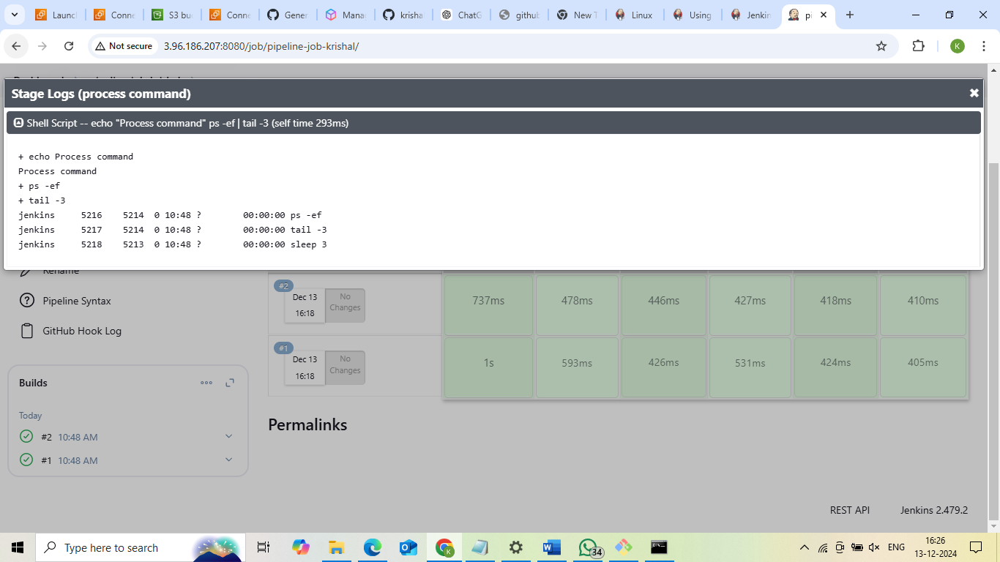 Launc
Conne
S3 bu
Conne
Gener
Mana
krisha
ChatG
github
New T
Linux
Using
Jenkin
pi
Not secure
3.96.186.207:8080/job/pipeline-job-krishal/
K
Stage Logs (process command)
Shell Script -- echo "Process command" ps -ef | tail -3 (self time 293ms)
+ echo Process command
Process command
+ ps -ef
+ tail -3
jenkins     5216    5214  0 10:48 ?        00:00:00 ps -ef
jenkins     5217    5214  0 10:48 ?        00:00:00 tail -3
jenkins     5218    5213  0 10:48 ?        00:00:00 sleep 3
Rename
Pipeline Syntax
GitHub Hook Log
#2
Dec 13
16:18
No
Changes
737ms
478ms
446ms
427ms
418ms
410ms
#1
Dec 13
16:18
No
Changes
1s
593ms
426ms
531ms
424ms
405ms
Builds
Today
#2 10:48 AM
#1 10:48 AM
Permalinks
REST API
Jenkins 2.479.2
Type here to search
K
34
ENG
16:26
13-12-2024